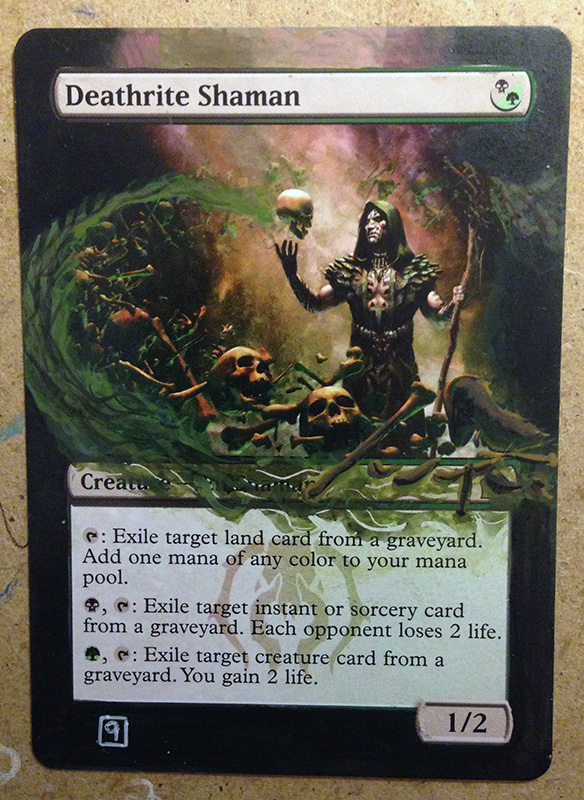 Deathrite Shaman
Creature
: Exile target land card from a graveyard.
Add one mana of any color to your mana
pool.
, : Exile target instant or sorcery card
from a graveyard. Each opponent loses 2 life.
, : Exile target creature card from a
graveyard. You gain 2 life.
9
1/2